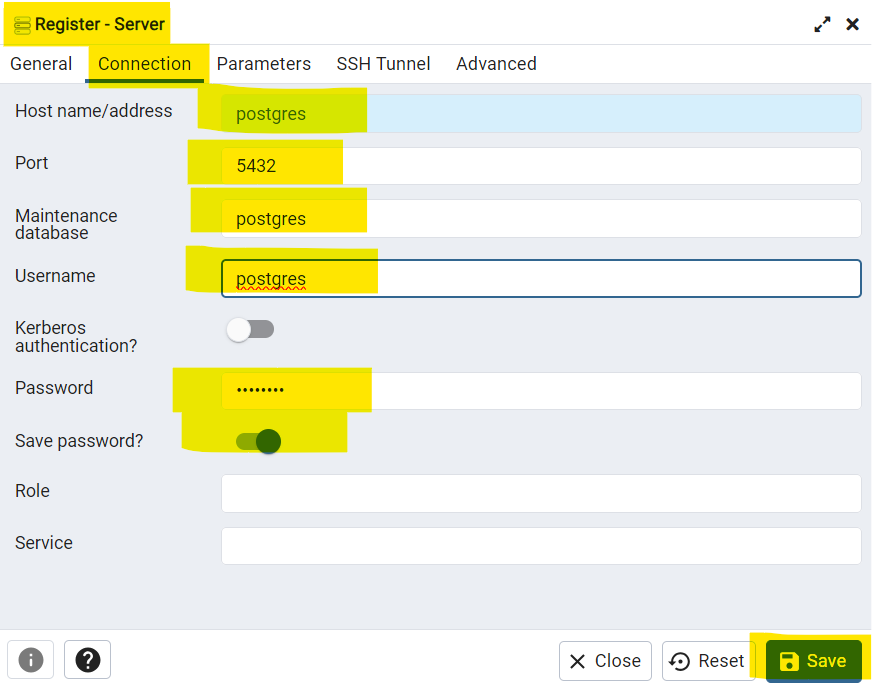 Register - Server
General Connection Parameters SSH Tunnel Advanced
Host name/address postgres
Port 5432
Maintenance
database postgres
Username postgres
Kerberos
authentication?
Password ••••••••
Save password?
Role
Service
Close Reset Save